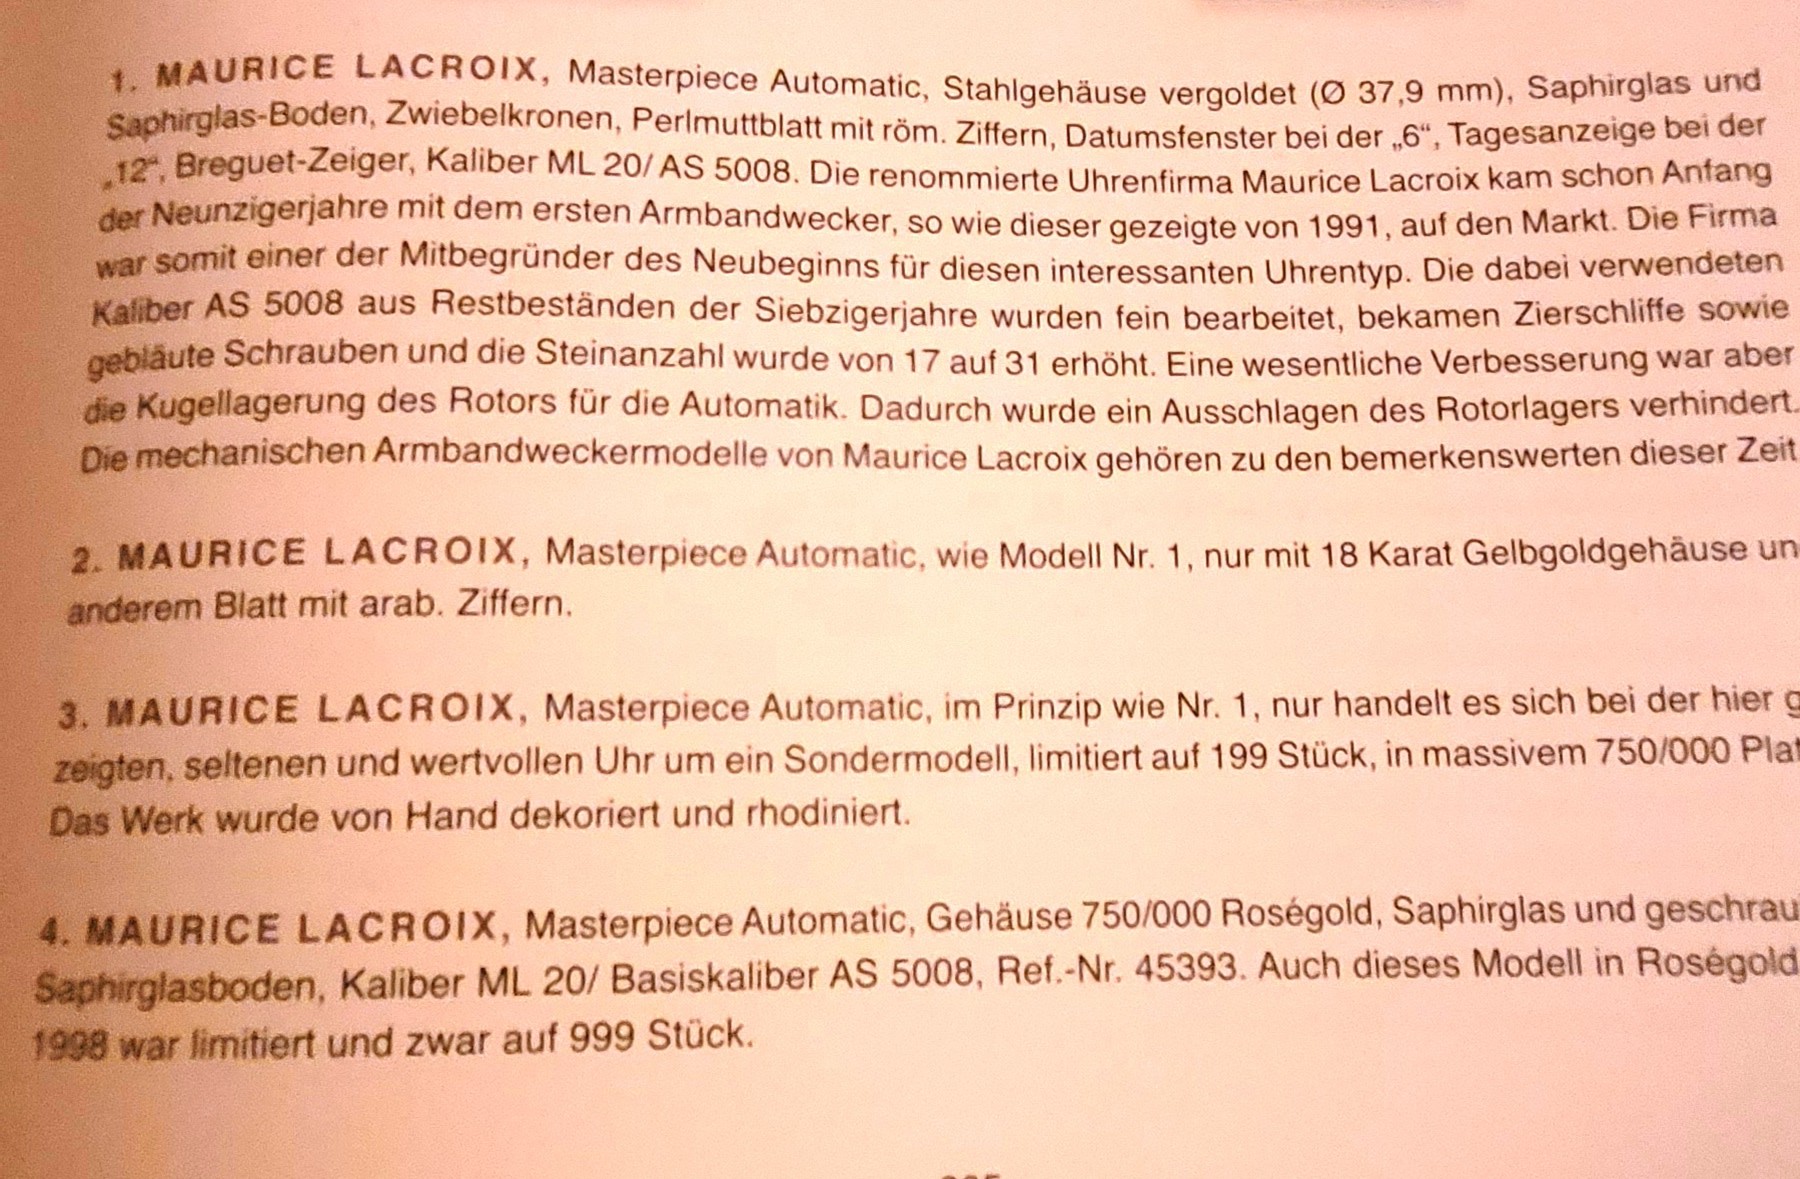 1. MAURICE LACROIX, Masterpiece Automatic, Stahlgehäuse vergoldet (Ø 37,9 mm), Saphirglas und
Saphirglas-Boden, Zwiebelkronen, Perlmuttblatt mit röm. Ziffern, Datumsfenster bei der „6“, Tagesanzeige bei der
„12“, Breguet-Zeiger, Kaliber ML 20/ AS 5008. Die renommierte Uhrenfirma Maurice Lacroix kam schon Anfang
der Neunzigerjahre mit dem ersten Armbandwecker, so wie dieser gezeigte von 1991, auf den Markt. Die Firma
war somit einer der Mitbegründer des Neubeginns für diesen interessanten Uhrentyp. Die dabei verwendeten
Kaliber AS 5008 aus Restbeständen der Siebzigerjahre wurden fein bearbeitet, bekamen Zierschliffe sowie
gebläute Schrauben und die Steinanzahl wurde von 17 auf 31 erhöht. Eine wesentliche Verbesserung war aber
die Kugellagerung des Rotors für die Automatik. Dadurch wurde ein Ausschlagen des Rotorlagers verhindert.
Die mechanischen Armbandweckermodelle von Maurice Lacroix gehören zu den bemerkenswerten dieser Zeit
2. MAURICE LACROIX, Masterpiece Automatic, wie Modell Nr. 1, nur mit 18 Karat Gelbgoldgehäuse un
anderem Blatt mit arab. Ziffern.
3. MAURICE LACROIX, Masterpiece Automatic, im Prinzip wie Nr. 1, nur handelt es sich bei der hier g
zeigten, seltenen und wertvollen Uhr um ein Sondermodell, limitiert auf 199 Stück, in massivem 750/000 Plat
Das Werk wurde von Hand dekoriert und rhodiniert.
4. MAURICE LACROIX, Masterpiece Automatic, Gehäuse 750/000 Roségold, Saphirglas und geschrau
Saphirglasboden, Kaliber ML 20/ Basiskaliber AS 5008, Ref.-Nr. 45393. Auch dieses Modell in Roségold
1998 war limitiert und zwar auf 999 Stück.